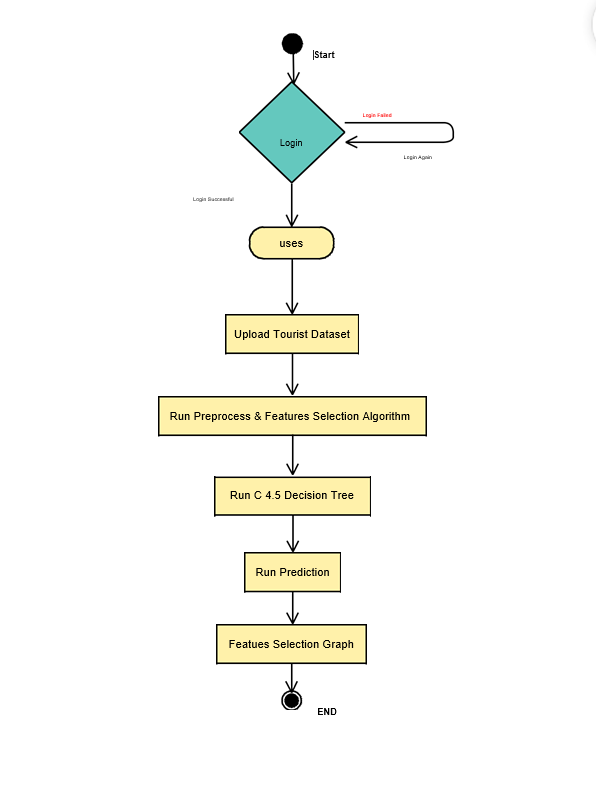 Start
Login Failed
Login
Login Again
Login Successful
uses
Upload Tourist Dataset
Run Preprocess & Features Selection Algorithm
Run C 4.5 Decision Tree
Run Prediction
Featues Selection Graph
END